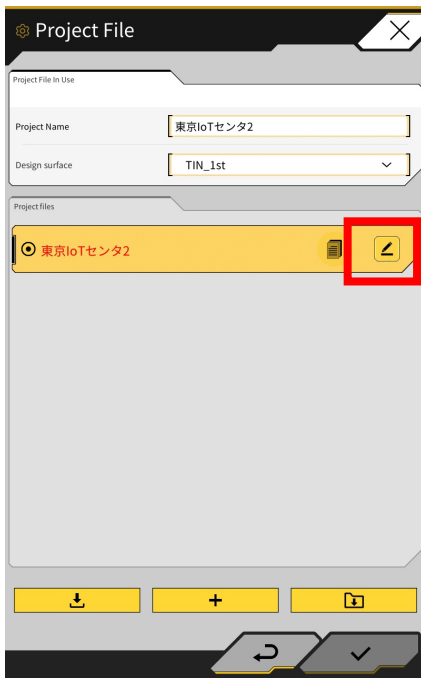 Project File
Project File In Use
Project Name
東京IoTセンタ2
Design surface
TIN_1st
Project files
東京IoTセンタ2